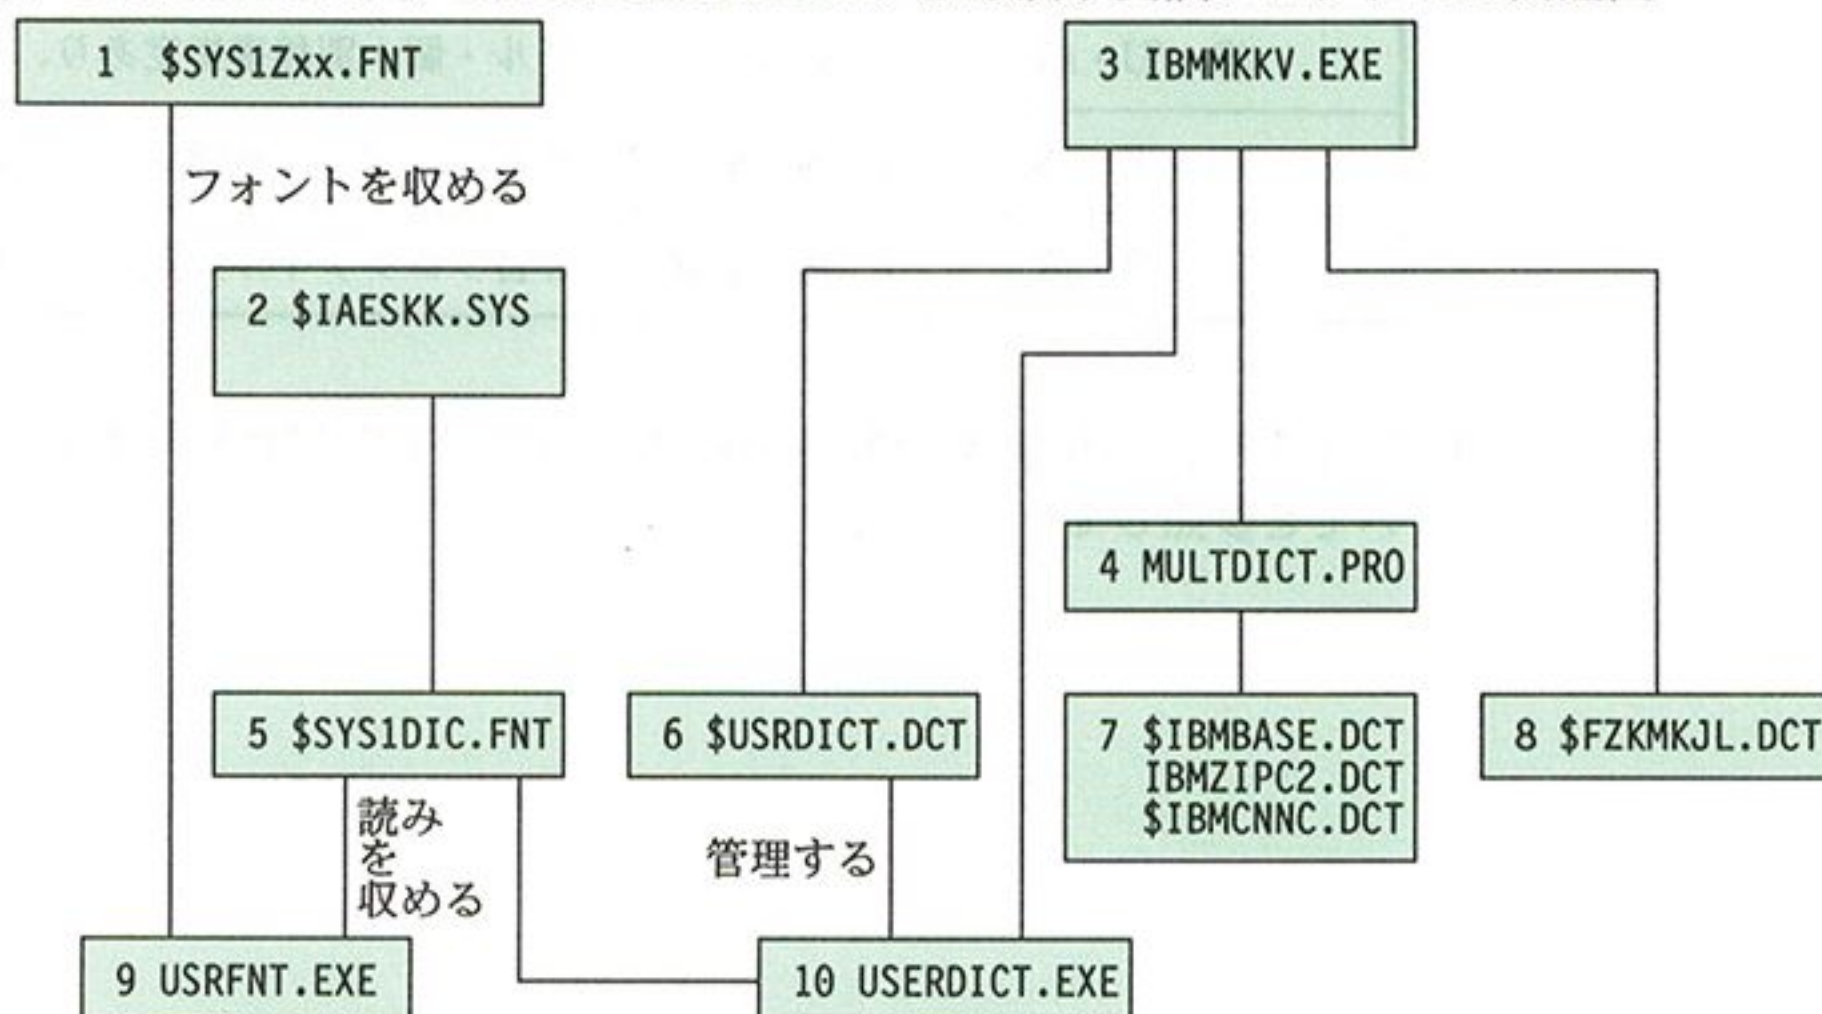 1 $SYS1Zxx.FNT
3 IBMMKKV.EXE
フォントを収める
2 $IAESKK.SYS
4 MULTDICT.PRO
5 $SYS1DIC.FNT
6 $USRDICT.DCT
7 $IBMBASE.DCT
IBMZIPC2.DCT
$IBMCNNC.DCT
8 $FZKMKJL.DCT
読み
を
収める
管理する
9 USRFNT.EXE
10 USERDICT.EXE